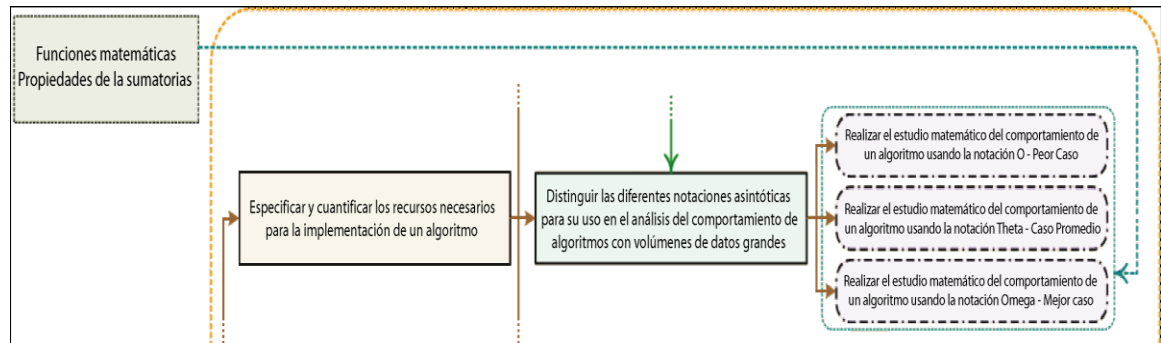 Funciones matemáticas
Propiedades de la sumatorias
Especificar y cuantificar los recursos necesarios
para la implementación de un algoritmo
Distinguir las diferentes notaciones asintóticas
para su uso en el análisis del comportamiento de
algoritmos con volúmenes de datos grandes
Realizar el estudio matemático del comportamiento de
un algoritmo usando la notación O - Peor Caso
Realizar el estudio matemático del comportamiento de
un algoritmo usando la notación Theta - Caso Promedio
Realizar el estudio matemático del comportamiento de
un algoritmo usando la notación Omega - Mejor caso